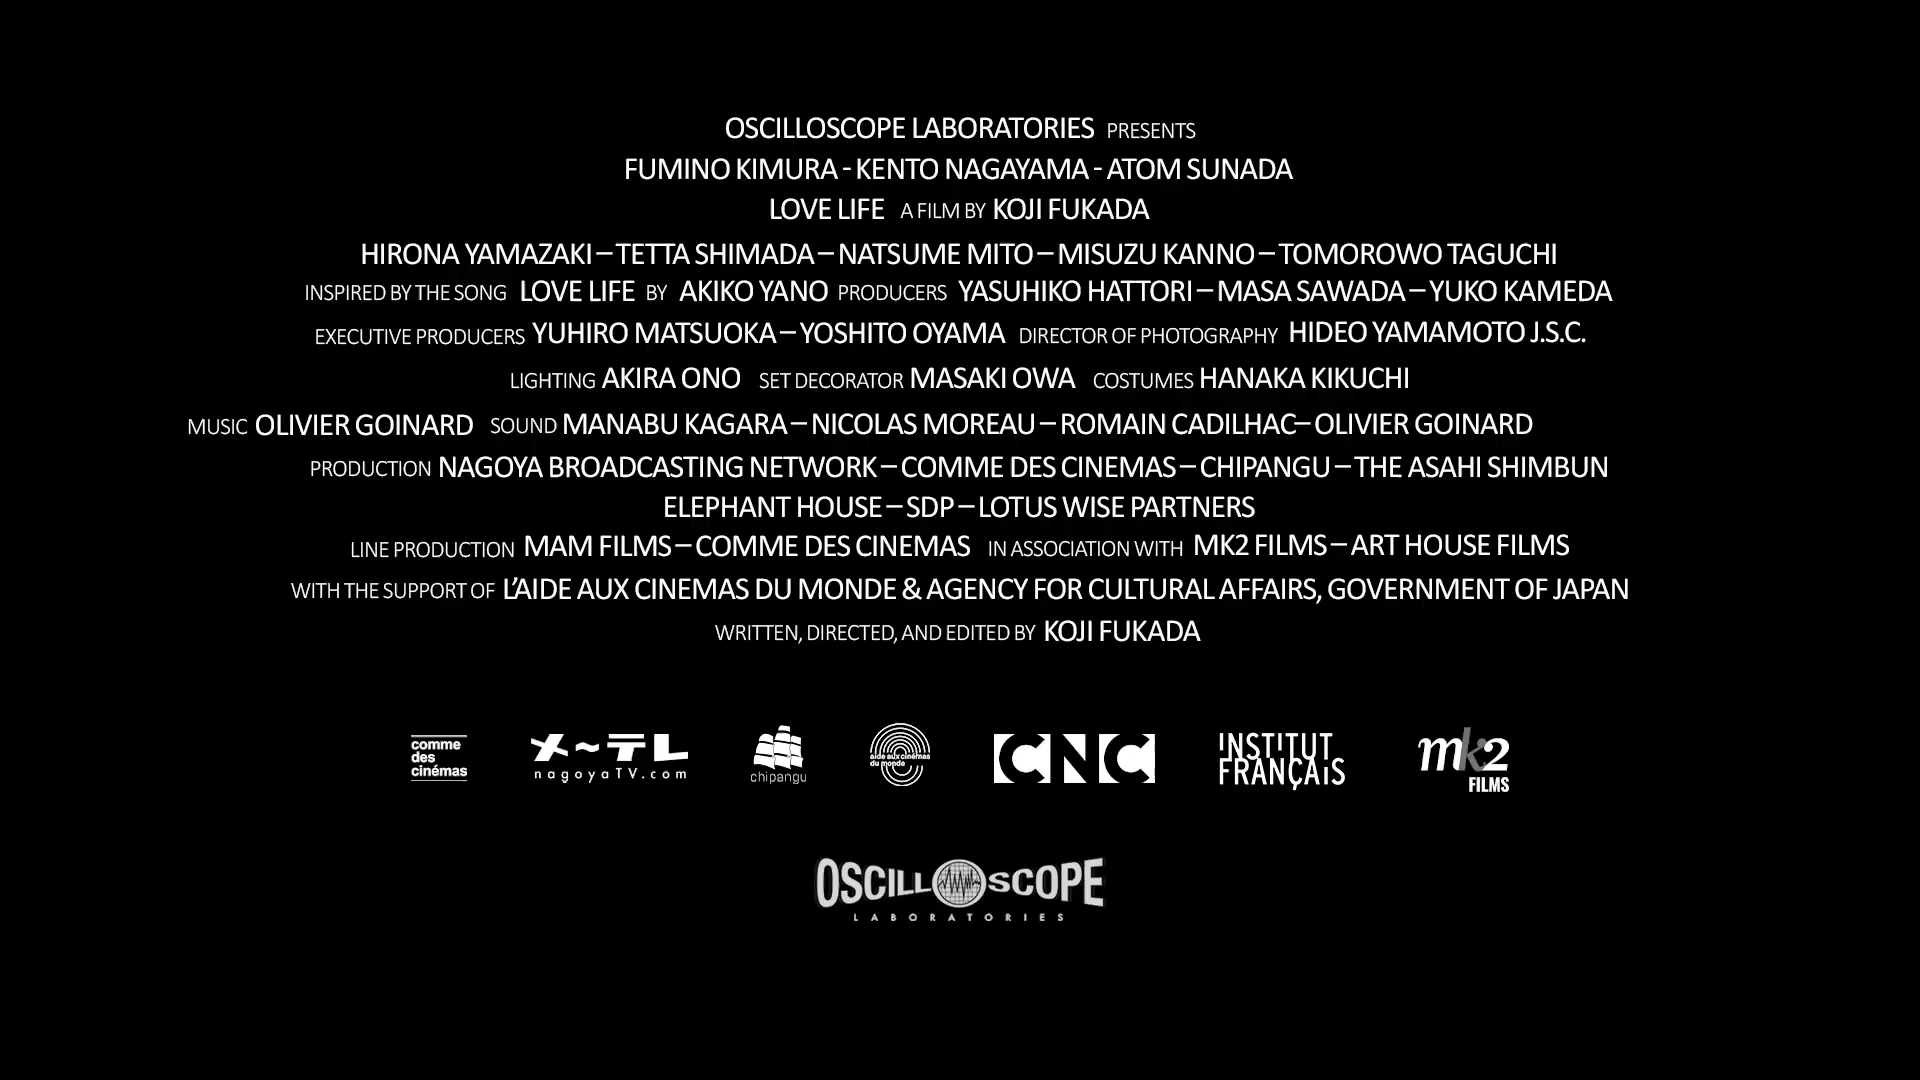 OSCILLOSCOPE LABORATORIES PRESENTS
FUMINO KIMURA - KENTO NAGAYAMA - ATOM SUNADA
LOVE LIFE A FILM BY KOJI FUKADA
HIRONA YAMAZAKI – TETTA SHIMADA – NATSUME MITO – MISUZU KANNO – TOMOROWO TAGUCHI
INSPIRED BY THE SONG LOVE LIFE BY AKIKO YANO PRODUCERS YASUHIKO HATTORI – MASA SAWADA – YUKO KAMEDA
EXECUTIVE PRODUCERS YUHIRO MATSUOKA – YOSHITO OYAMA DIRECTOR OF PHOTOGRAPHY HIDEO YAMAMOTO J.S.C.
LIGHTING AKIRA ONO SET DECORATOR MASAKI OWA COSTUMES HANAKA KIKUCHI
MUSIC OLIVIER GOINARD SOUND MANABU KAGARA – NICOLAS MOREAU – ROMAIN CADILHAC– OLIVIER GOINARD
PRODUCTION NAGOYA BROADCASTING NETWORK – COMME DES CINEMAS – CHIPANGU – THE ASAHI SHIMBUN
ELEPHANT HOUSE – SDP – LOTUS WISE PARTNERS
LINE PRODUCTION MAM FILMS – COMME DES CINEMAS IN ASSOCIATION WITH MK2 FILMS – ART HOUSE FILMS
WITH THE SUPPORT OF L'AIDE AUX CINEMAS DU MONDE & AGENCY FOR CULTURAL AFFAIRS, GOVERNMENT OF JAPAN
WRITTEN, DIRECTED, AND EDITED BY KOJI FUKADA
comme
des
cinémas
メ~テレ
nagoyaTV.com
chipangu
aide aux cinémas
du monde
CNC
INSTITUT
FRANÇAIS
mk2
FILMS
OSCILLOSCOPE
LABORATORIES